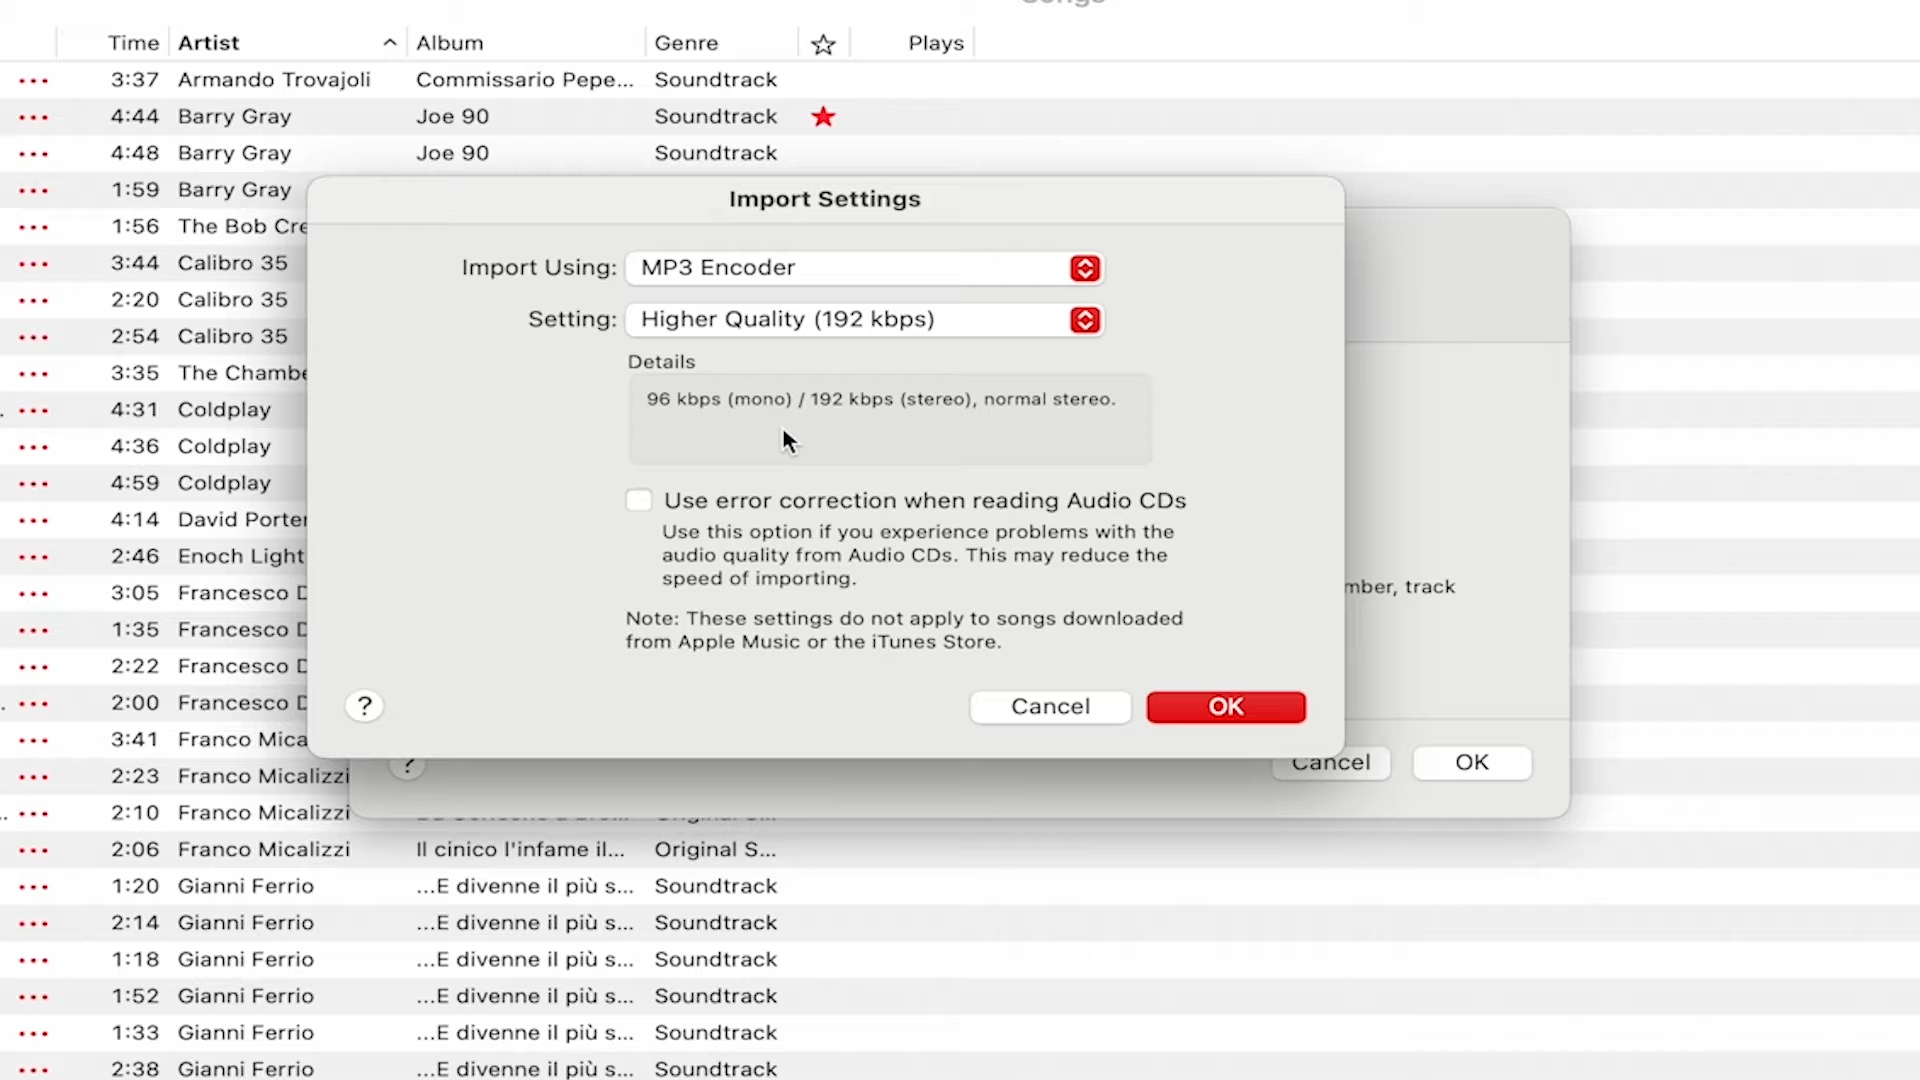 Songs
Time Artist Album Genre Plays
3:37 Armando Trovajoli Commissario Pepe... Soundtrack
4:44 Barry Gray Joe 90 Soundtrack
4:48 Barry Gray Joe 90 Soundtrack
1:59 Barry Gray
1:56 The Bob Cre
3:44 Calibro 35
2:20 Calibro 35
2:54 Calibro 35
3:35 The Chambe
4:31 Coldplay
4:36 Coldplay
4:59 Coldplay
4:14 David Porter
2:46 Enoch Light
3:05 Francesco D
1:35 Francesco D
2:22 Francesco D
2:00 Francesco D
3:41 Franco Mica
2:23 Franco Micalizzi
2:10 Franco Micalizzi
2:06 Franco Micalizzi Il cinico l'infame il... Original S...
1:20 Gianni Ferrio ...E divenne il più s... Soundtrack
2:14 Gianni Ferrio ...E divenne il più s... Soundtrack
1:18 Gianni Ferrio ...E divenne il più s... Soundtrack
1:52 Gianni Ferrio ...E divenne il più s... Soundtrack
1:33 Gianni Ferrio ...E divenne il più s... Soundtrack
2:38 Gianni Ferrio ...E divenne il più s... Soundtrack
Import Settings
Import Using: MP3 Encoder
Setting: Higher Quality (192 kbps)
Details
96 kbps (mono) / 192 kbps (stereo), normal stereo.
Use error correction when reading Audio CDs
Use this option if you experience problems with the
audio quality from Audio CDs. This may reduce the
speed of importing.
Note: These settings do not apply to songs downloaded
from Apple Music or the iTunes Store.
? Cancel OK
mber, track
? Cancel OK